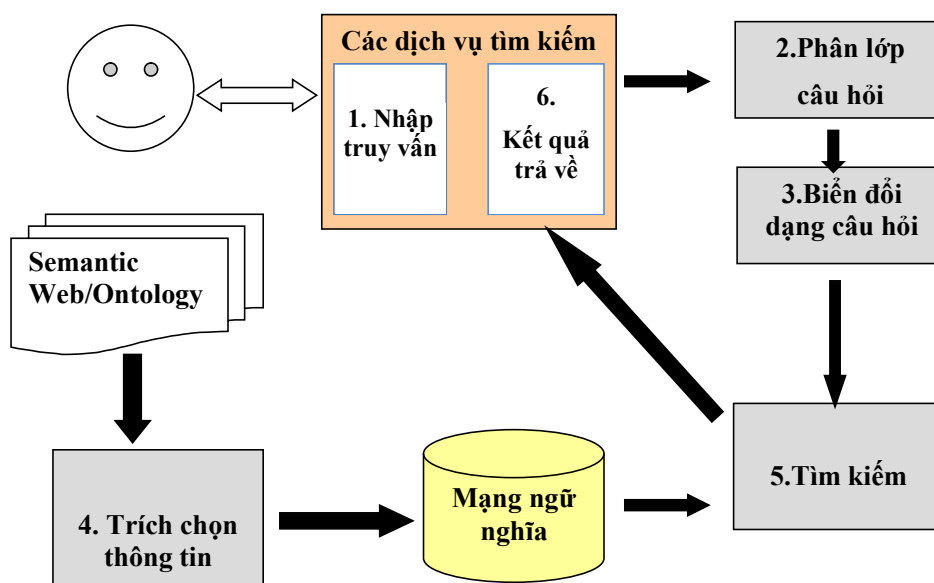 Các dịch vụ tìm kiếm
1. Nhập
truy vấn
6.
Kết quả
trả về
2.Phân lớp
câu hỏi
3.Biển đổi
dạng câu hỏi
Semantic
Web/Ontology
4. Trích chọn
thông tin
Mạng ngữ
nghĩa
5.Tìm kiếm